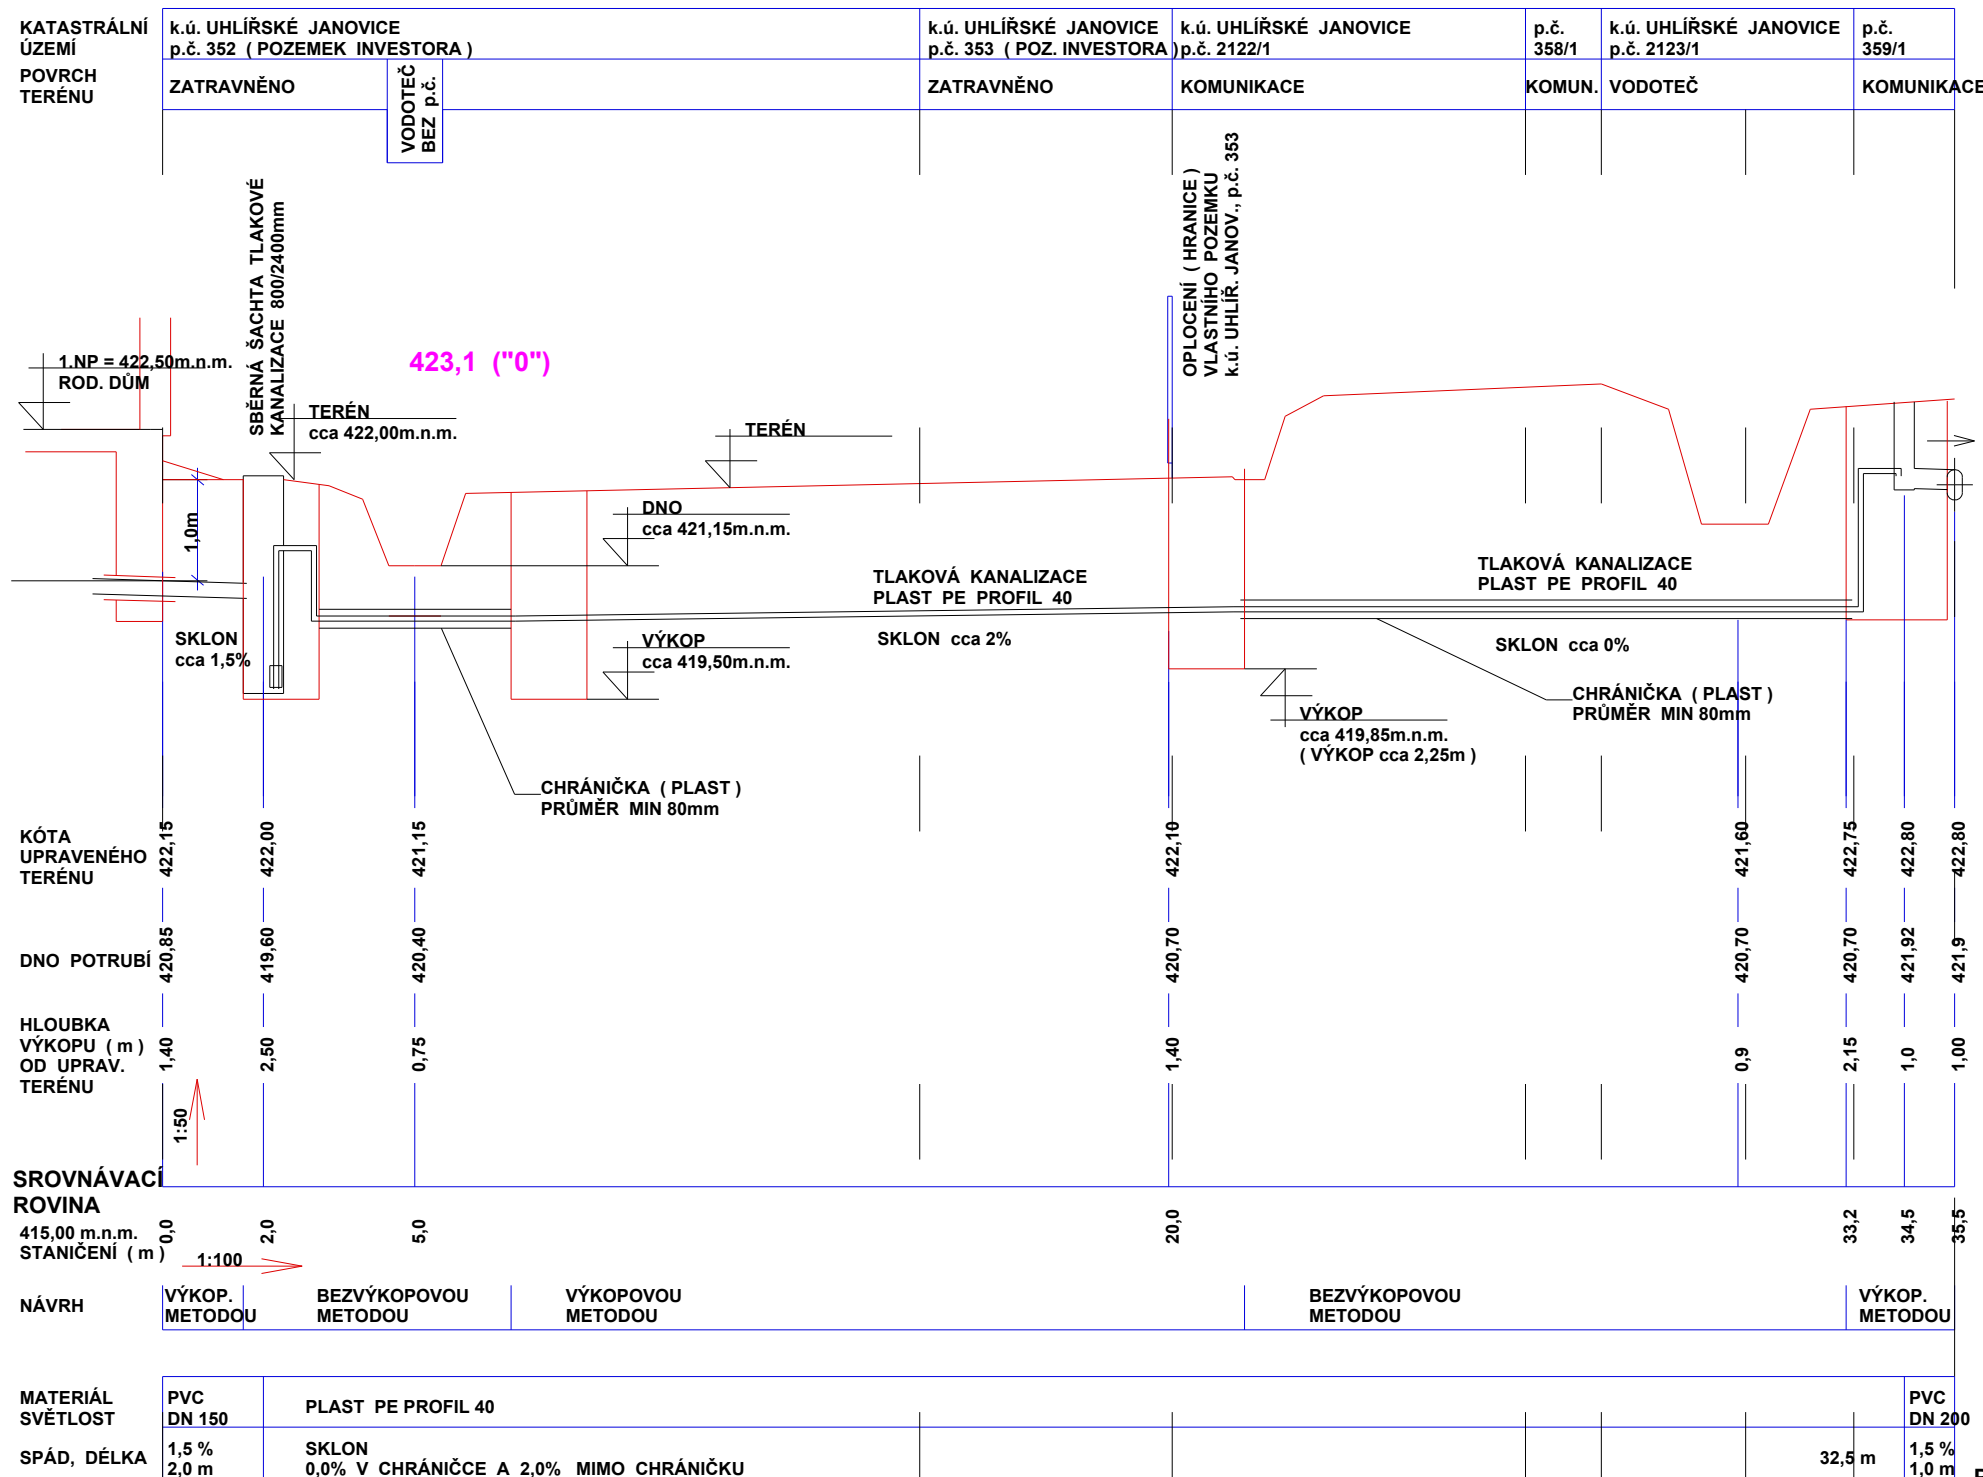 KATASTRÁLNÍ
ÚZEMÍ
k.ú. UHLÍŘSKÉ JANOVICE
p.č. 352 ( POZEMEK INVESTORA )
k.ú. UHLÍŘSKÉ JANOVICE
p.č. 353 ( POZ. INVESTORA )
k.ú. UHLÍŘSKÉ JANOVICE
p.č. 2122/1
p.č.
358/1
k.ú. UHLÍŘSKÉ JANOVICE
p.č. 2123/1
p.č.
359/1
POVRCH
TERÉNU
ZATRAVNĚNO
VODOTEČ
BEZ p.č.
ZATRAVNĚNO
KOMUNIKACE
KOMUN.
VODOTEČ
KOMUNIKACE
SBĚRNÁ ŠACHTA TLAKOVÉ
KANALIZACE 800/2400mm
OPLOCENÍ ( HRANICE )
VLASTNÍHO POZEMKU
k.ú. UHLÍŘ. JANOV., p.č. 353
1.NP = 422,50m.n.m.
ROD. DŮM
423,1 ("0")
TERÉN
cca 422,00m.n.m.
TERÉN
1,0m
DNO
cca 421,15m.n.m.
TLAKOVÁ KANALIZACE
PLAST PE PROFIL 40
TLAKOVÁ KANALIZACE
PLAST PE PROFIL 40
SKLON
cca 1,5%
VÝKOP
cca 419,50m.n.m.
SKLON cca 2%
SKLON cca 0%
CHRÁNIČKA ( PLAST )
PRŮMĚR MIN 80mm
VÝKOP
cca 419,85m.n.m.
( VÝKOP cca 2,25m )
CHRÁNIČKA ( PLAST )
PRŮMĚR MIN 80mm
KÓTA
UPRAVENÉHO
TERÉNU
422,15
422,00
421,15
422,10
421,60
422,75
422,80
422,80
DNO POTRUBÍ
420,85
419,60
420,40
420,70
420,70
420,70
421,92
421,9
HLOUBKA
VÝKOPU ( m )
OD UPRAV.
TERÉNU
1,40
2,50
0,75
1,40
0,9
2,15
1,0
1,00
1:50
SROVNÁVACÍ
ROVINA
415,00 m.n.m.
STANIČENÍ ( m )
0,0
2,0
5,0
20,0
33,2
34,5
35,5
1:100
NÁVRH
VÝKOP.
METODOU
BEZVÝKOPOVOU
METODOU
VÝKOPOVOU
METODOU
BEZVÝKOPOVOU
METODOU
VÝKOP.
METODOU
MATERIÁL
SVĚTLOST
PVC
DN 150
PLAST PE PROFIL 40
PVC
DN 200
SPÁD, DÉLKA
1,5 %
2,0 m
SKLON
0,0% V CHRÁNIČCE A 2,0% MIMO CHRÁNIČKU
32,5 m
1,5 %
1,0 m